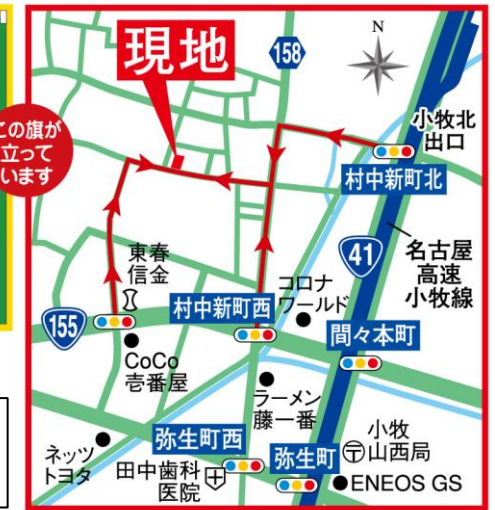 現地
158
N
この旗が
立って
います
小牧北
出口
村中新町北
41
名古屋
高速
小牧線
東春
信金
コロナ
ワールド
155
村中新町西
間々本町
CoCo
壱番屋
ラーメン
藤一番
ネッツ
トヨタ
弥生町西
田中歯科
医院
弥生町
小牧
山西局
ENEOS GS